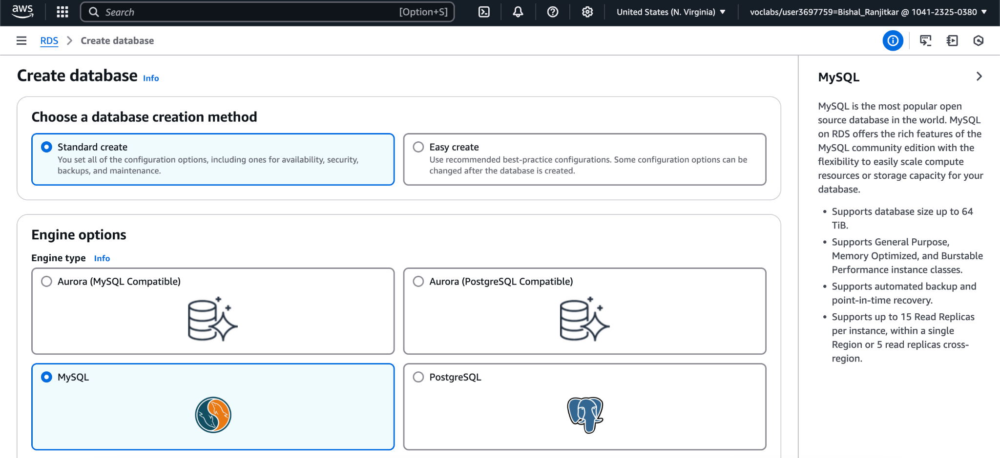 aws
Search
[Option+S]
United States (N. Virginia)
voclabs/user3697759=Bishal_Ranjitkar @ 1041-2325-0380
RDS
Create database
Create database
Info
Choose a database creation method
Standard create
You set all of the configuration options, including ones for availability, security,
backups, and maintenance.
Easy create
Use recommended best-practice configurations. Some configuration options can be
changed after the database is created.
Engine options
Engine type
Info
Aurora (MySQL Compatible)
Aurora (PostgreSQL Compatible)
MySQL
PostgreSQL
MySQL
MySQL is the most popular open
source database in the world. MySQL
on RDS offers the rich features of the
MySQL community edition with the
flexibility to easily scale compute
resources or storage capacity for your
database.
• Supports database size up to 64
TiB.
• Supports General Purpose,
Memory Optimized, and Burstable
Performance instance classes.
• Supports automated backup and
point-in-time recovery.
• Supports up to 15 Read Replicas
per instance, within a single
Region or 5 read replicas cross-
region.